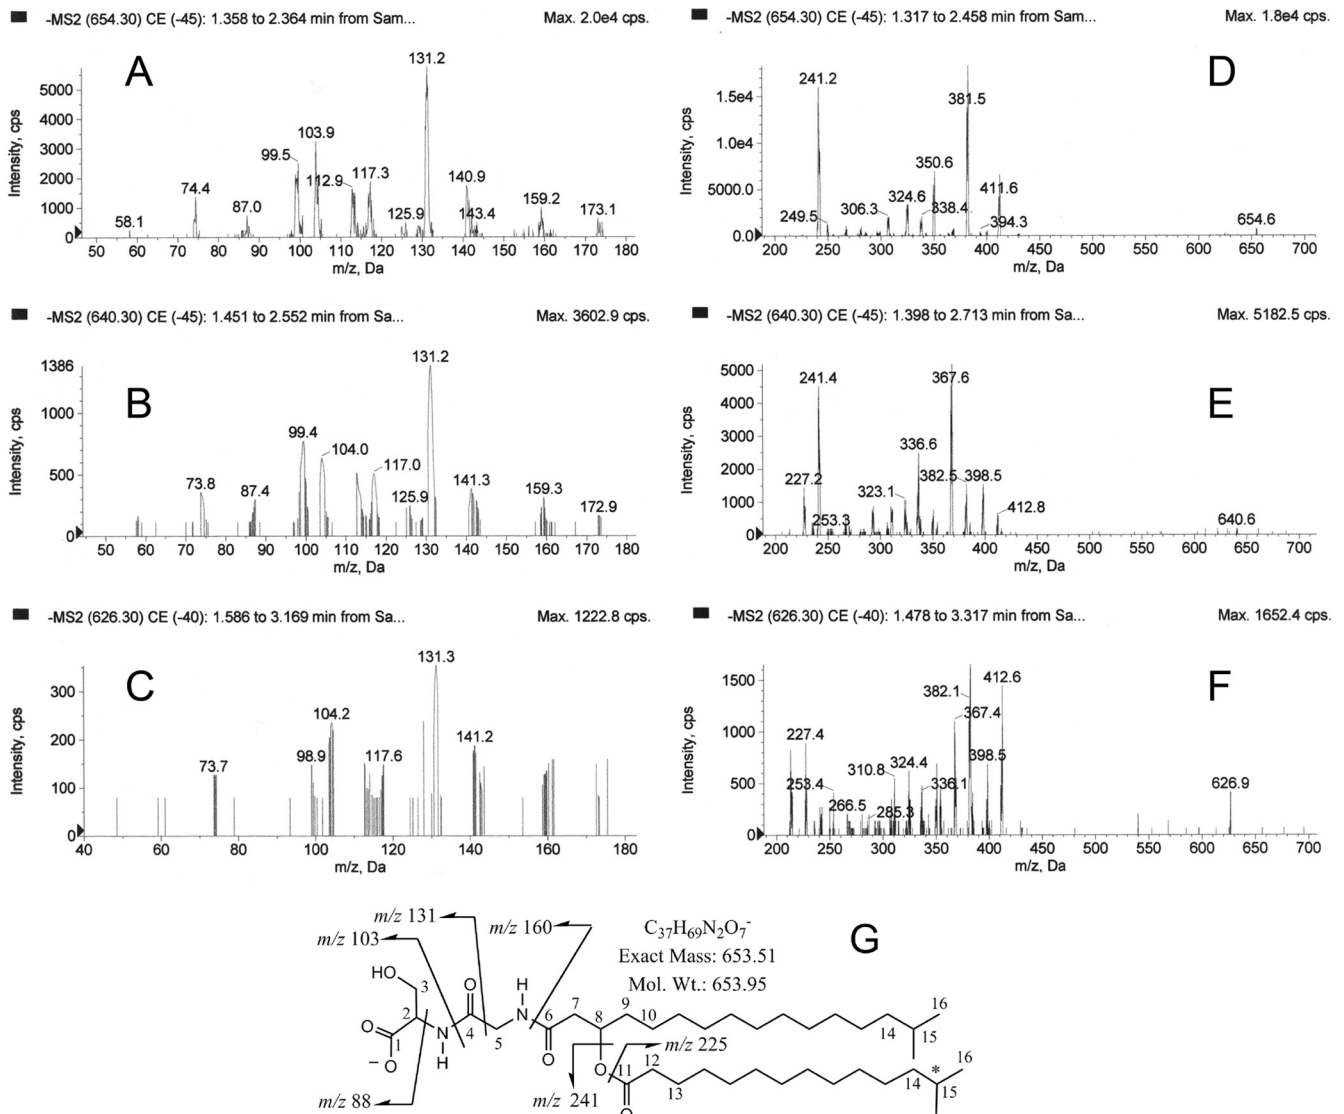 -MS2 (654.30) CE (-45): 1.358 to 2.364 min from Sam...
Max. 2.0e4 cps.
A
Intensity, cps
5000
4000
3000
2000
1000
0
58.1
74.4
87.0
99.5
103.9
112.9
117.3
125.9
131.2
140.9
143.4
159.2
173.1
50 60 70 80 90 100 110 120 130 140 150 160 170 180
m/z, Da
-MS2 (654.30) CE (-45): 1.317 to 2.458 min from Sam...
Max. 1.8e4 cps.
D
Intensity, cps
1.5e4
1.0e4
5000.0
0.0
241.2
249.5
306.3
324.6
338.4
350.6
381.5
394.3
411.6
654.6
200 250 300 350 400 450 500 550 600 650 700
m/z, Da
-MS2 (640.30) CE (-45): 1.451 to 2.552 min from Sa...
Max. 3602.9 cps.
B
Intensity, cps
1386
1000
500
0
73.8
87.4
99.4
104.0
117.0
125.9
131.2
141.3
159.3
172.9
50 60 70 80 90 100 110 120 130 140 150 160 170 180
m/z, Da
-MS2 (640.30) CE (-45): 1.398 to 2.713 min from Sa...
Max. 5182.5 cps.
E
Intensity, cps
5000
4000
3000
2000
1000
0
227.2
241.4
253.3
323.1
336.6
367.6
382.5
398.5
412.8
640.6
200 250 300 350 400 450 500 550 600 650 700
m/z, Da
-MS2 (626.30) CE (-40): 1.586 to 3.169 min from Sa...
Max. 1222.8 cps.
C
Intensity, cps
300
200
100
0
73.7
98.9
104.2
117.6
131.3
141.2
40 60 80 100 120 140 160 180
m/z, Da
-MS2 (626.30) CE (-40): 1.478 to 3.317 min from Sa...
Max. 1652.4 cps.
F
Intensity, cps
1500
1000
500
0
227.4
253.4
266.5
285.3
310.8
324.4
336.1
367.4
382.1
398.5
412.6
626.9
200 250 300 350 400 450 500 550 600 650 700
m/z, Da
G
C37H69N2O7-
Exact Mass: 653.51
Mol. Wt.: 653.95
m/z 131
m/z 103
m/z 160
HO 3
O
H
2 N 4 5 N 6 7 8 9 10 14 15 16
O 1
H
O
−O
O 11 12 13 14 15 16
*
O
m/z 225
m/z 88
m/z 241